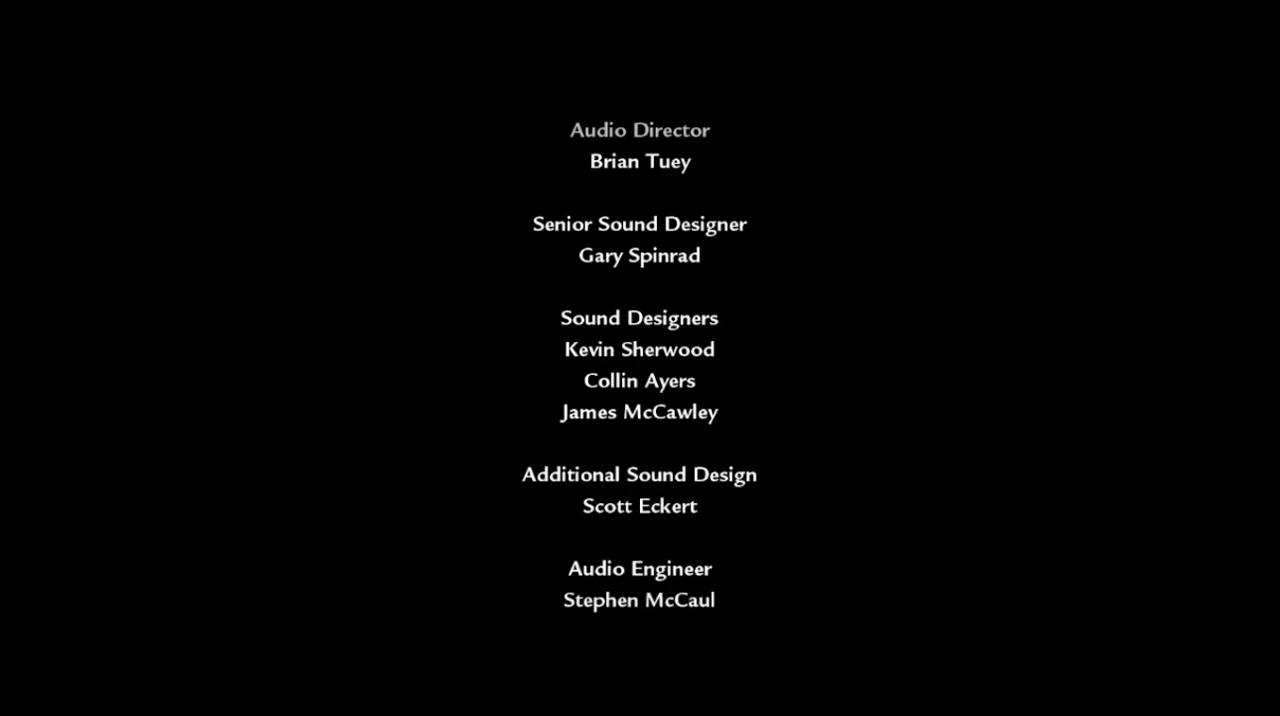 Audio Director
Brian Tuey
Senior Sound Designer
Gary Spinrad
Sound Designers
Kevin Sherwood
Collin Ayers
James McCawley
Additional Sound Design
Scott Eckert
Audio Engineer
Stephen McCaul